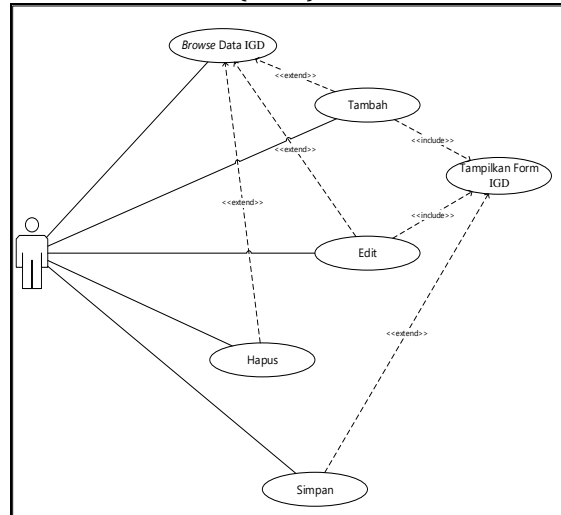 Browse Data IGD
<<extend>>
Tambah
<<extend>>
<<include>>
Tampilkan Form
IGD
<<extend>>
<<include>>
Edit
<<extend>>
Hapus
Simpan